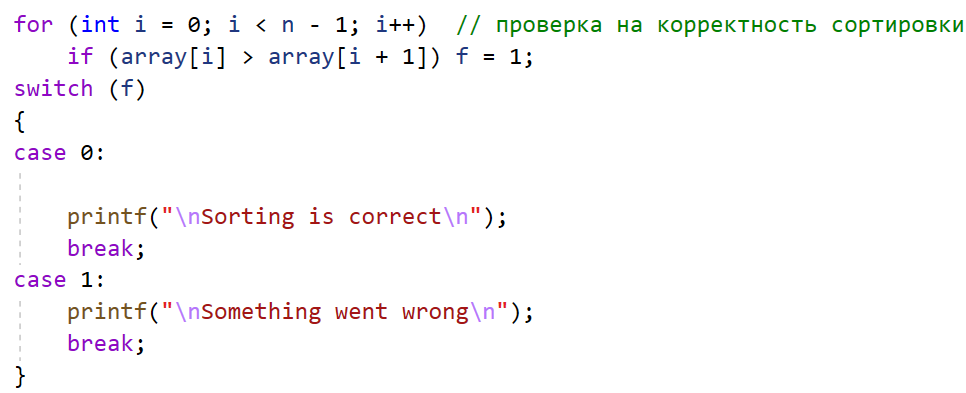 for (int i = 0; i < n - 1; i++)  // проверка на корректность сортировки
    if (array[i] > array[i + 1]) f = 1;
switch (f)
{
case 0:

    printf("\nSorting is correct\n");
    break;
case 1:
    printf("\nSomething went wrong\n");
    break;
}